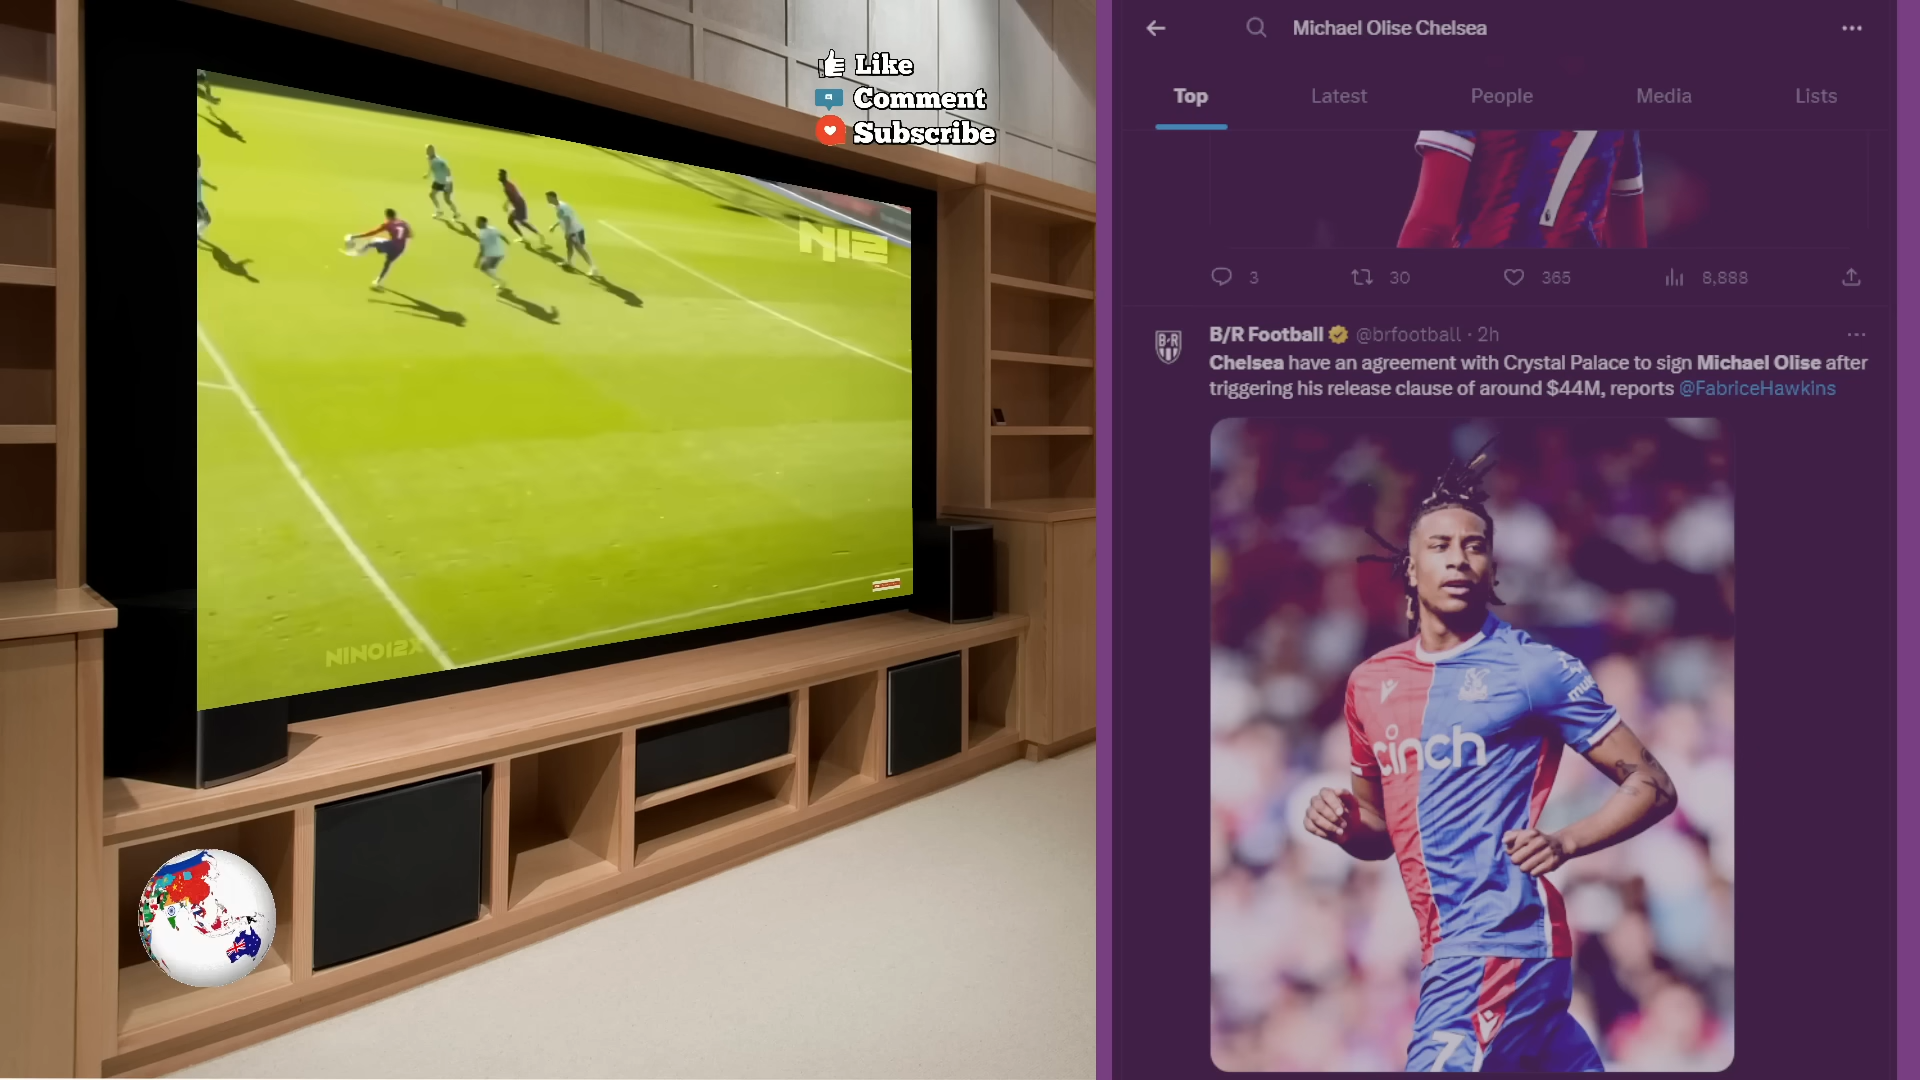 Like
Comment
Subscribe
N12
NINO12X
Michael Olise Chelsea
Top
Latest
People
Media
Lists
3
30
365
8,888
B/R Football @brfootball · 2h
Chelsea have an agreement with Crystal Palace to sign Michael Olise after
triggering his release clause of around $44M, reports @FabriceHawkins
B/R
cinch
7